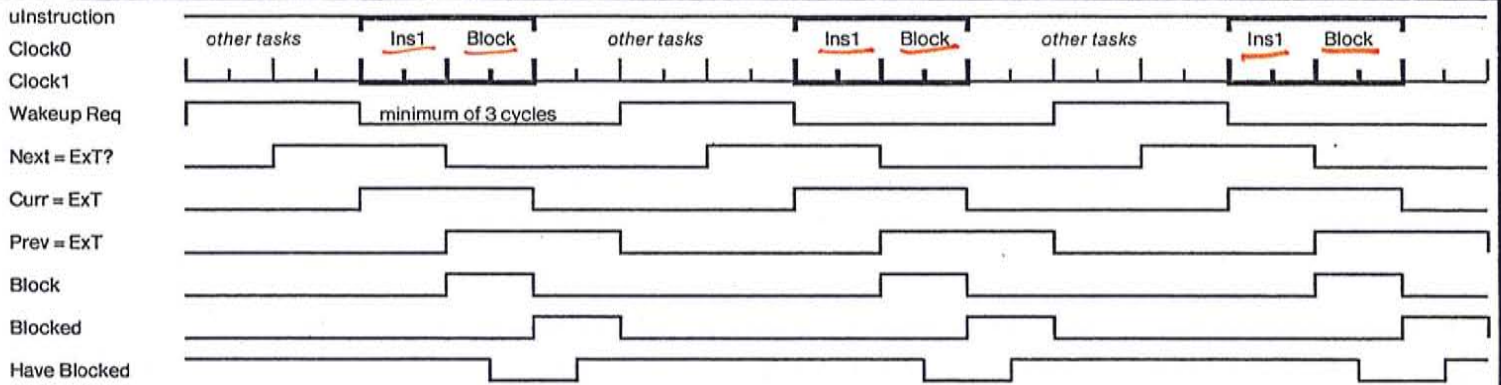 uInstruction
other tasks Ins1 Block other tasks Ins1 Block other tasks Ins1 Block
Clock0
Clock1
Wakeup Req minimum of 3 cycles
Next = ExT?
Curr = ExT
Prev = ExT
Block
Blocked
Have Blocked